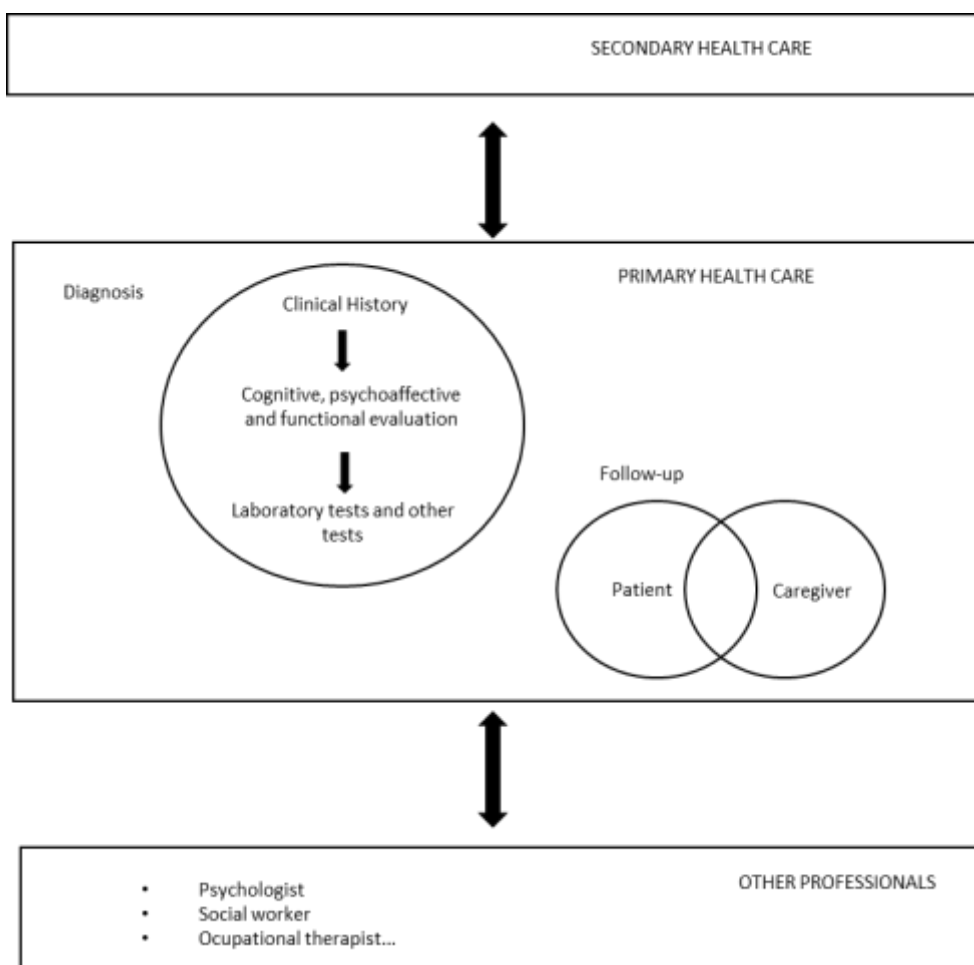 SECONDARY HEALTH CARE
PRIMARY HEALTH CARE
Diagnosis
Clinical History
Cognitive, psychoaffective
and functional evaluation
Laboratory tests and other
tests
Follow-up
Patient
Caregiver
OTHER PROFESSIONALS
• Psychologist
• Social worker
• Ocupational therapist...